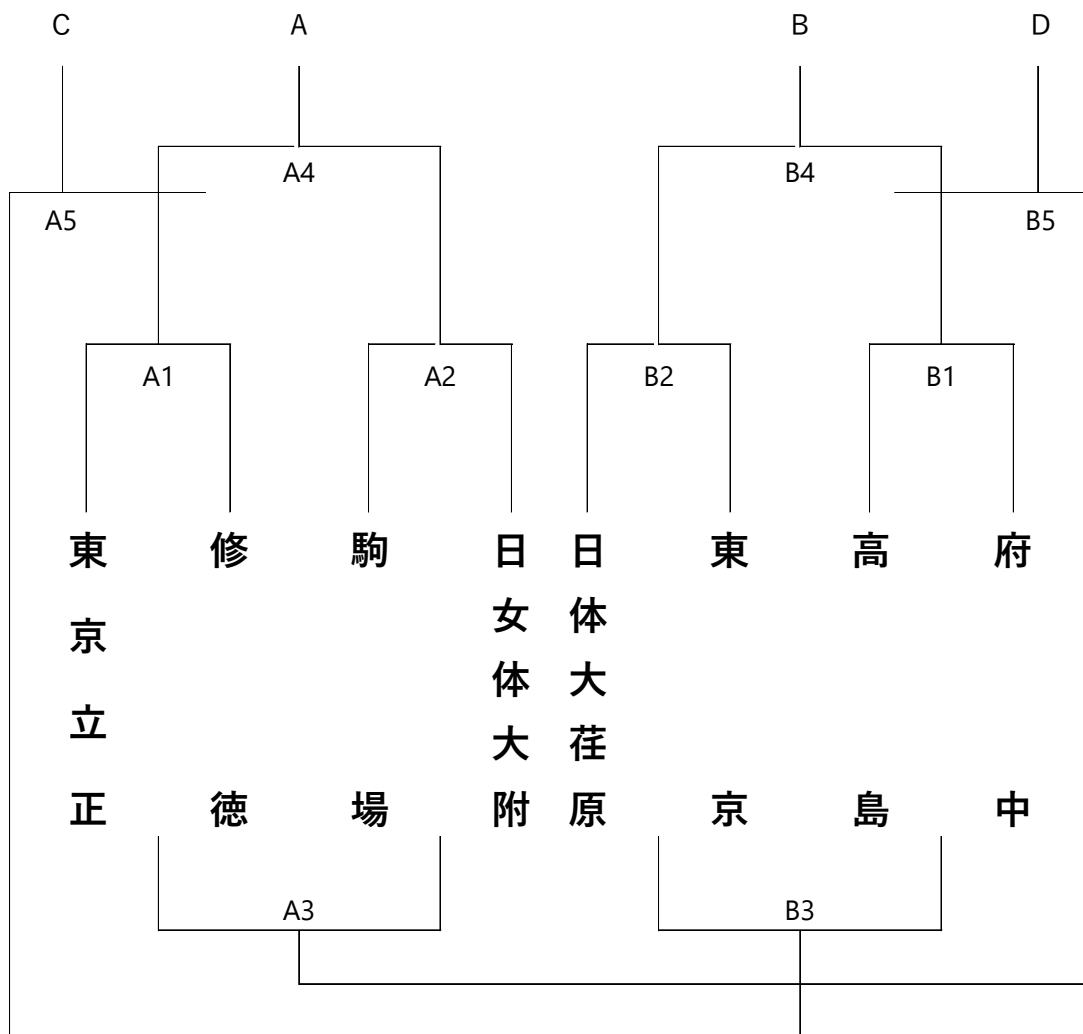 C A B D
A4 B4
A5 B5
A1 A2 B2 B1
東京立正
修徳
駒場
日女体大附
日体大荏原
東京
高島
府中
A3 B3